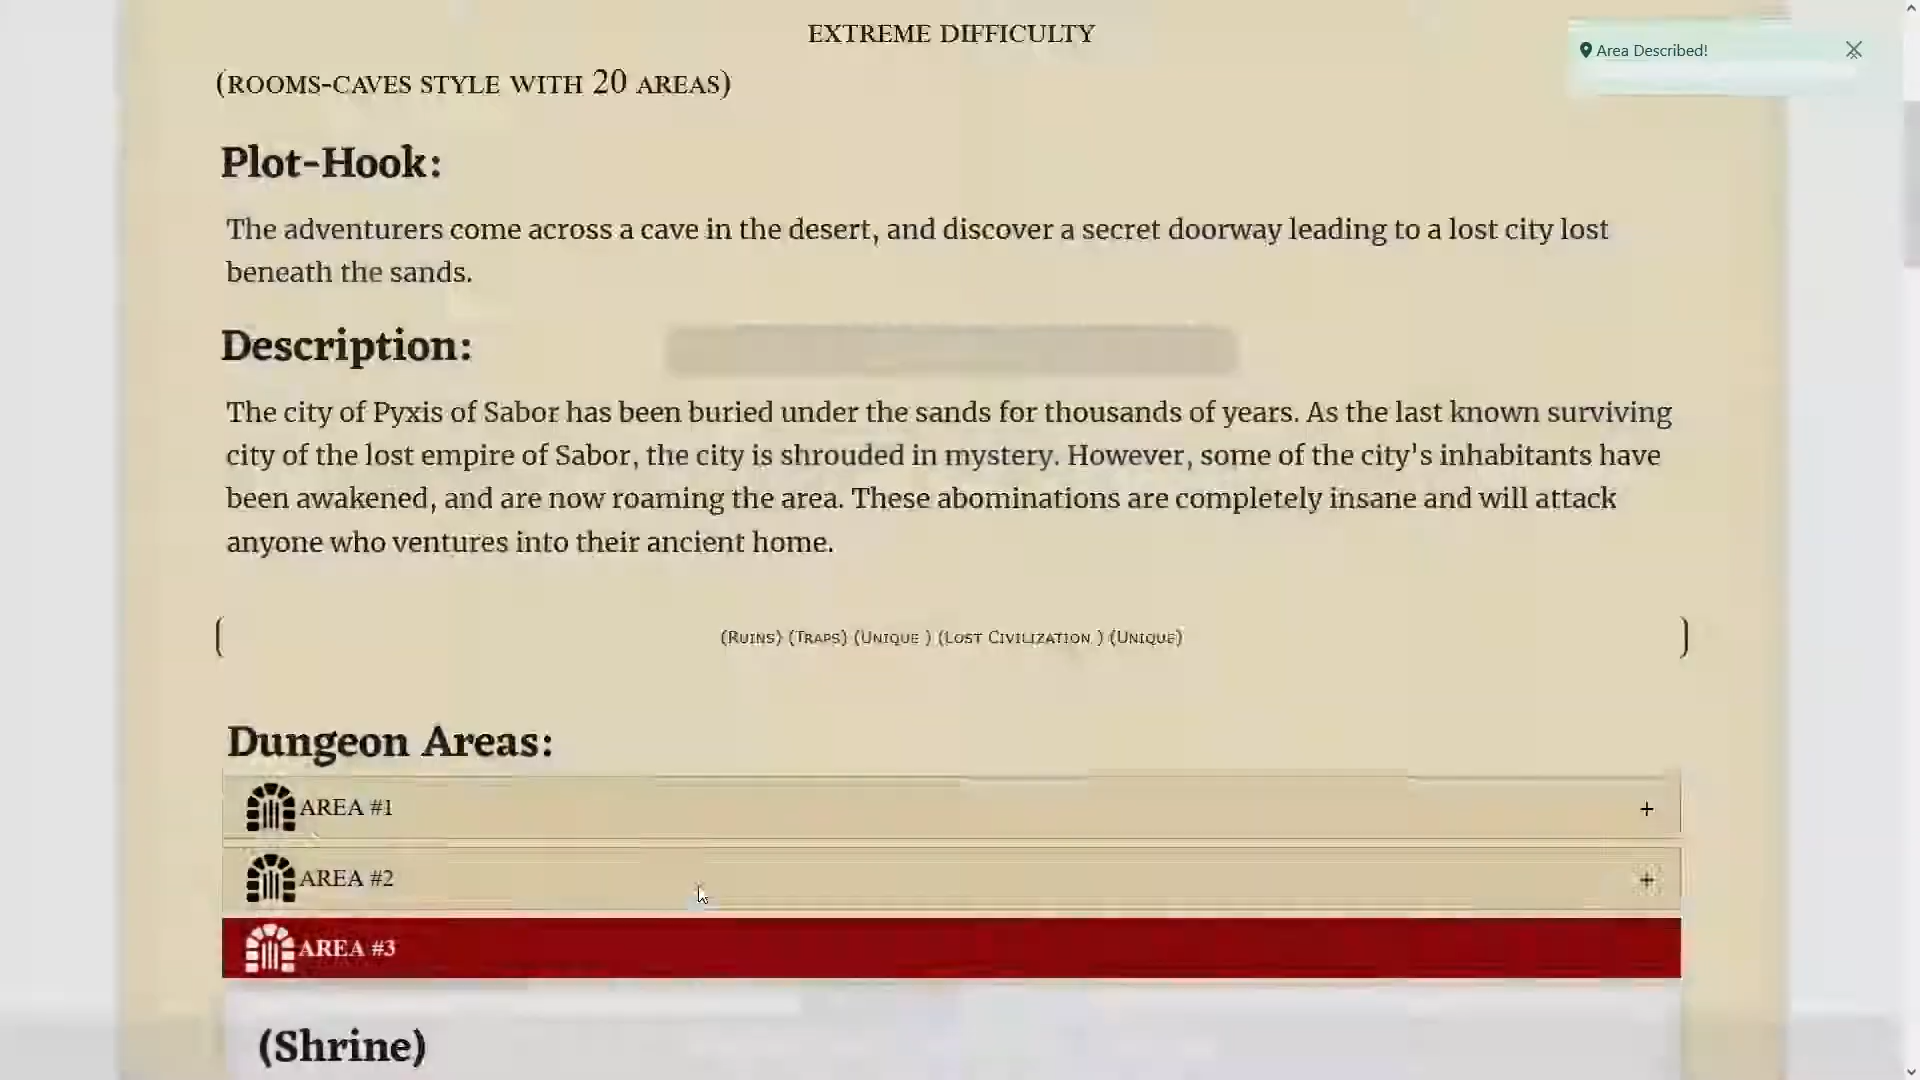 EXTREME DIFFICULTY
Area Described!
(ROOMS-CAVES STYLE WITH 20 AREAS)
Plot-Hook:
The adventurers come across a cave in the desert, and discover a secret doorway leading to a lost city lost
beneath the sands.
Description:
The city of Pyxis of Sabor has been buried under the sands for thousands of years. As the last known surviving
city of the lost empire of Sabor, the city is shrouded in mystery. However, some of the city's inhabitants have
been awakened, and are now roaming the area. These abominations are completely insane and will attack
anyone who ventures into their ancient home.
(RUINS) (TRAPS) (UNIQUE ) (LOST CIVILIZATION ) (UNIQUE)
Dungeon Areas:
AREA #1 +
AREA #2 +
AREA #3
(Shrine)